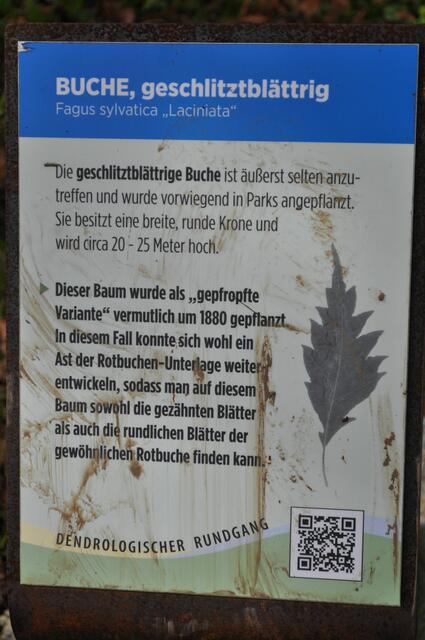 BUCHE, geschlitztblättrig
Fagus sylvatica „Laciniata“
Die geschlitztblättrige Buche ist äußerst selten anzu-
treffen und wurde vorwiegend in Parks angepflanzt.
Sie besitzt eine breite, runde Krone und
wird circa 20 - 25 Meter hoch.
Dieser Baum wurde als „gepfropfte
Variante“ vermutlich um 1880 gepflanzt.
In diesem Fall konnte sich wohl ein
Ast der Rotbuchen-Unterlage weiter-
entwickeln, sodass man auf diesem
Baum sowohl die gezähnten Blätter
als auch die rundlichen Blätter der
gewöhnlichen Rotbuche finden kann.
DENDROLOGISCHER RUNDGANG